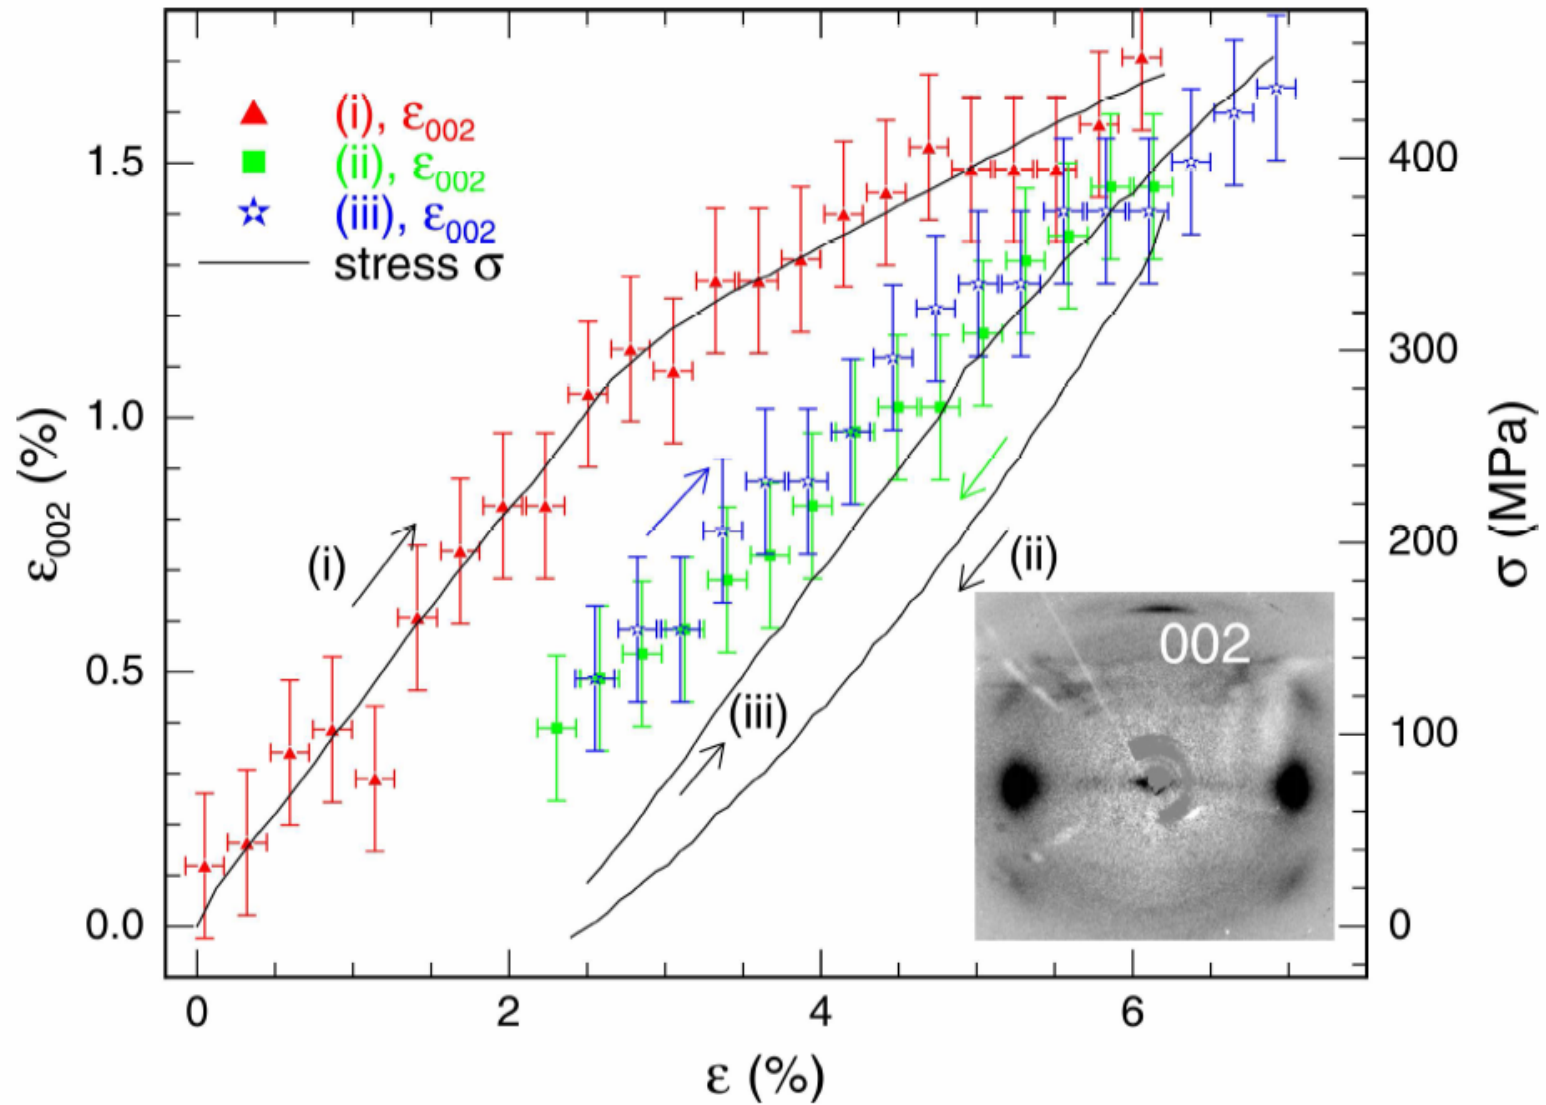 (i), ε002
(ii), ε002
(iii), ε002
stress σ
1.5
1.0
0.5
0.0
ε002 (%)
400
300
200
100
0
σ (MPa)
(i)
(ii)
(iii)
002
0 2 4 6
ε (%)